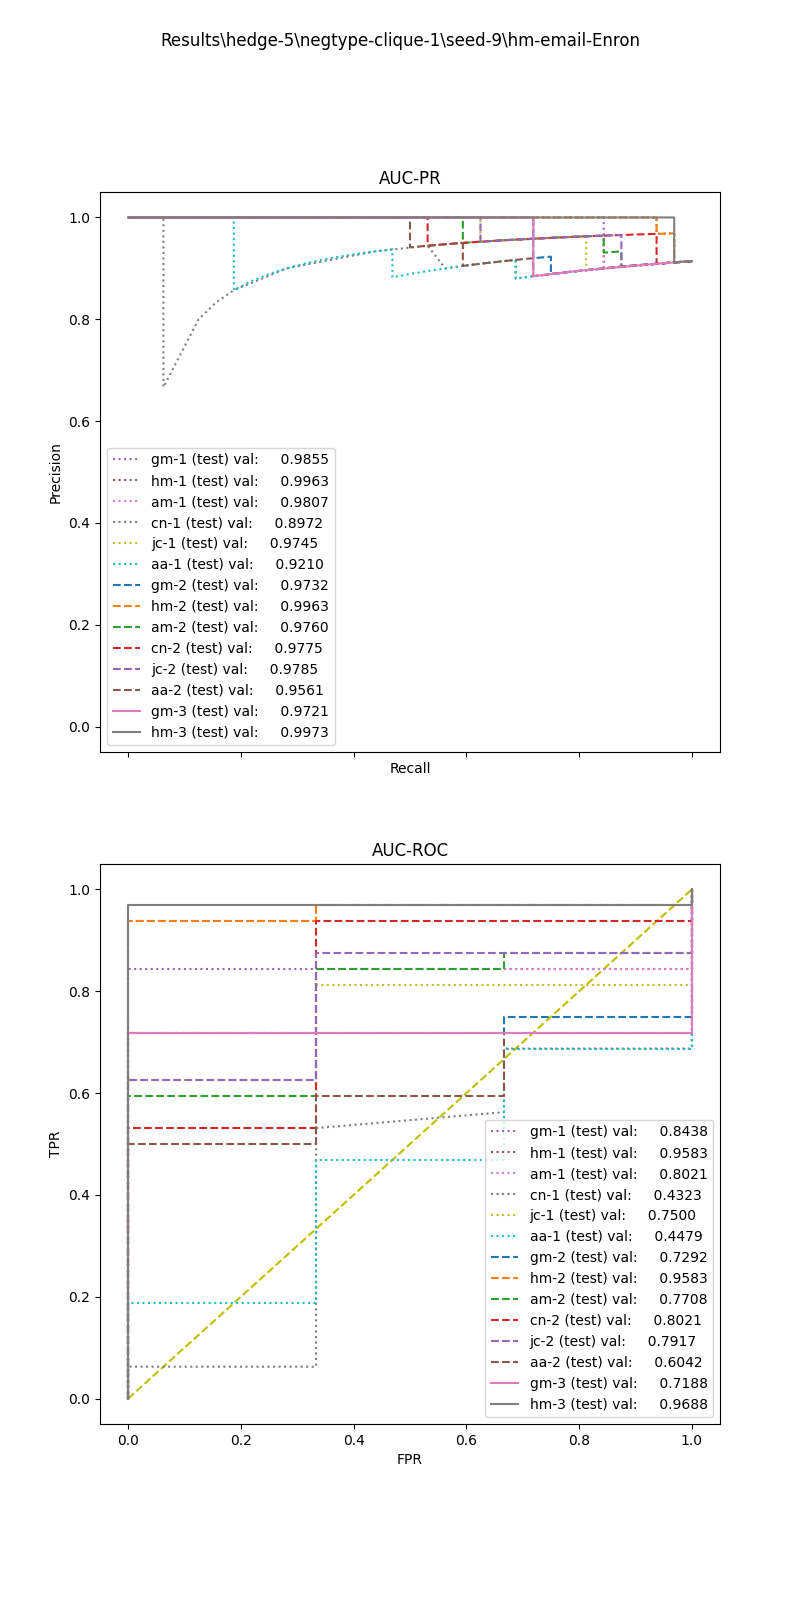 Results\hedge-5\negtype-clique-1\seed-9\hm-email-Enron
AUC-PR
1.0
0.8
0.6
0.4
0.2
0.0
Precision
gm-1 (test) val: 0.9855
hm-1 (test) val: 0.9963
am-1 (test) val: 0.9807
cn-1 (test) val: 0.8972
jc-1 (test) val: 0.9745
aa-1 (test) val: 0.9210
gm-2 (test) val: 0.9732
hm-2 (test) val: 0.9963
am-2 (test) val: 0.9760
cn-2 (test) val: 0.9775
jc-2 (test) val: 0.9785
aa-2 (test) val: 0.9561
gm-3 (test) val: 0.9721
hm-3 (test) val: 0.9973
Recall
AUC-ROC
1.0
0.8
0.6
0.4
0.2
0.0
TPR
gm-1 (test) val: 0.8438
hm-1 (test) val: 0.9583
am-1 (test) val: 0.8021
cn-1 (test) val: 0.4323
jc-1 (test) val: 0.7500
aa-1 (test) val: 0.4479
gm-2 (test) val: 0.7292
hm-2 (test) val: 0.9583
am-2 (test) val: 0.7708
cn-2 (test) val: 0.8021
jc-2 (test) val: 0.7917
aa-2 (test) val: 0.6042
gm-3 (test) val: 0.7188
hm-3 (test) val: 0.9688
0.0 0.2 0.4 0.6 0.8 1.0
FPR